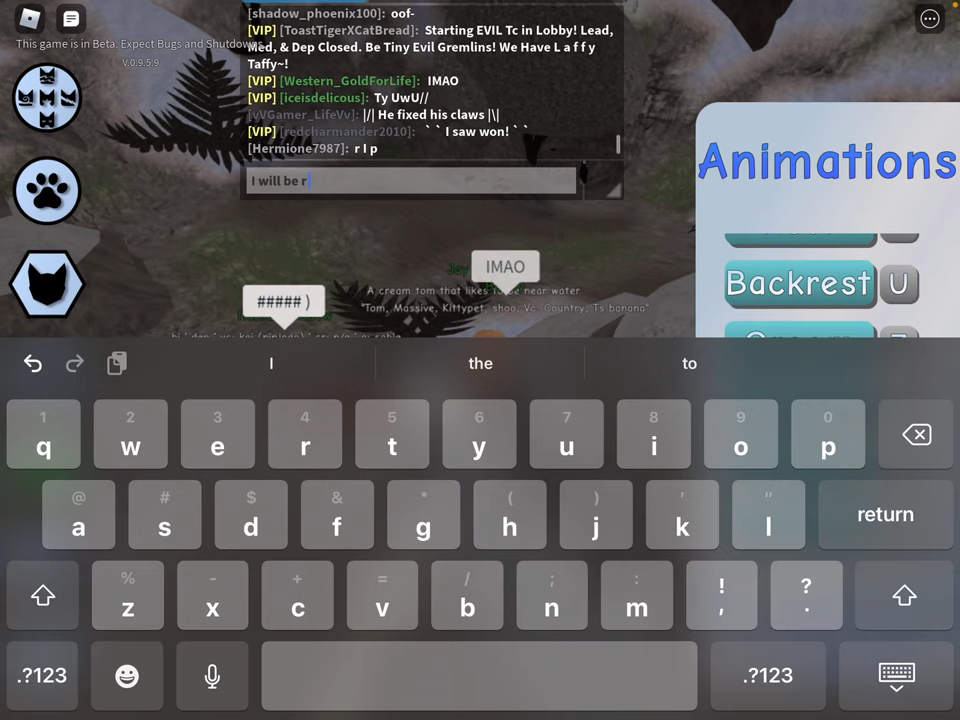 [shadow_phoenix100]: oof-
[VIP] [ToastTigerXCatBread]: Starting EVIL Tc in Lobby! Lead,
Med, & Dep Closed. Be Tiny Evil Gremlins! We Have L a f f y
Taffy~!
[VIP] [Western_GoldForLife]: IMAO
[VIP] [iceisdelicous]: Ty UwU//
[vVGamer_LifeVv]: |/| He fixed his claws |\|
[VIP] [redcharmander2010]: ` ` I saw won! ` `
[Hermione7987]: r I p
I will be r
This game is in Beta. Expect Bugs and Shutdowns
V.0.9.5.9
Animations
Backrest U
IMAO
A cream tom that likes to be near water
"Tom, Massive, Kittypet, shoo, Vc: Country, Ts banana"
##### )
I the to
1 2 3 4 5 6 7 8 9 0
q w e r t y u i o p
@ # $ & * ( ) ' "
a s d f g h j k l return
% - + = / ; : ! ?
z x c v b n m , .
.?123 .?123